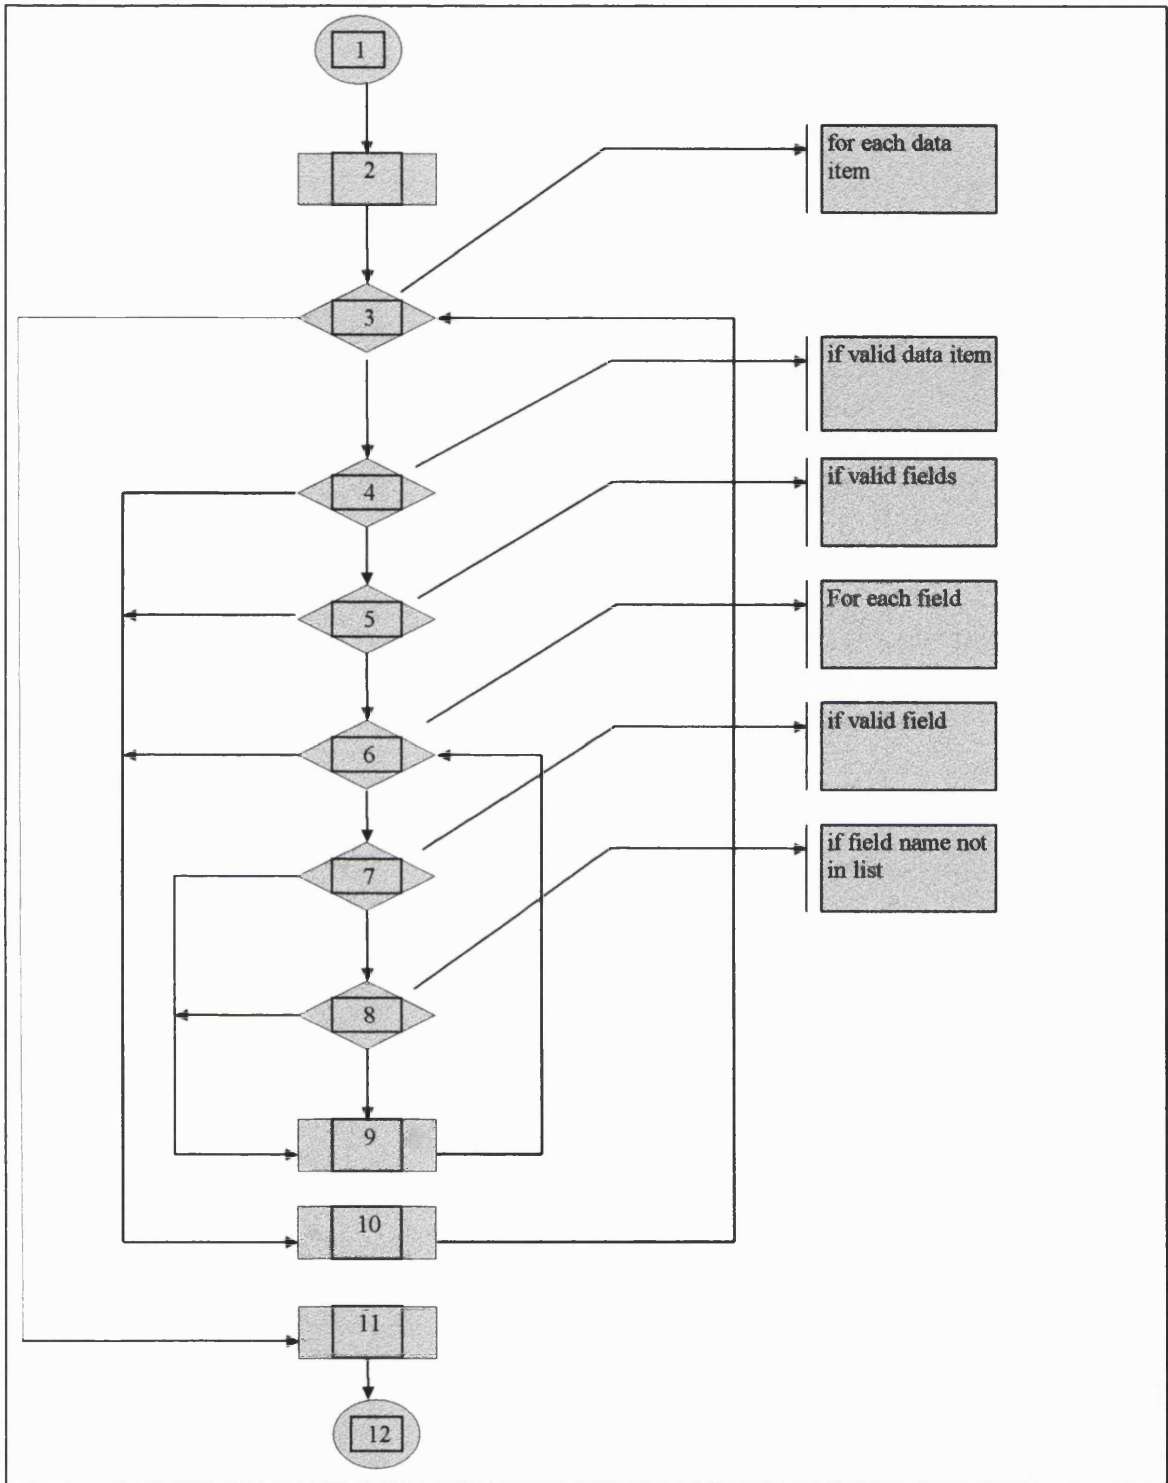 1
2
for each data
item
3
if valid data item
4
if valid fields
5
For each field
6
if valid field
7
if field name not
in list
8
9
10
11
12